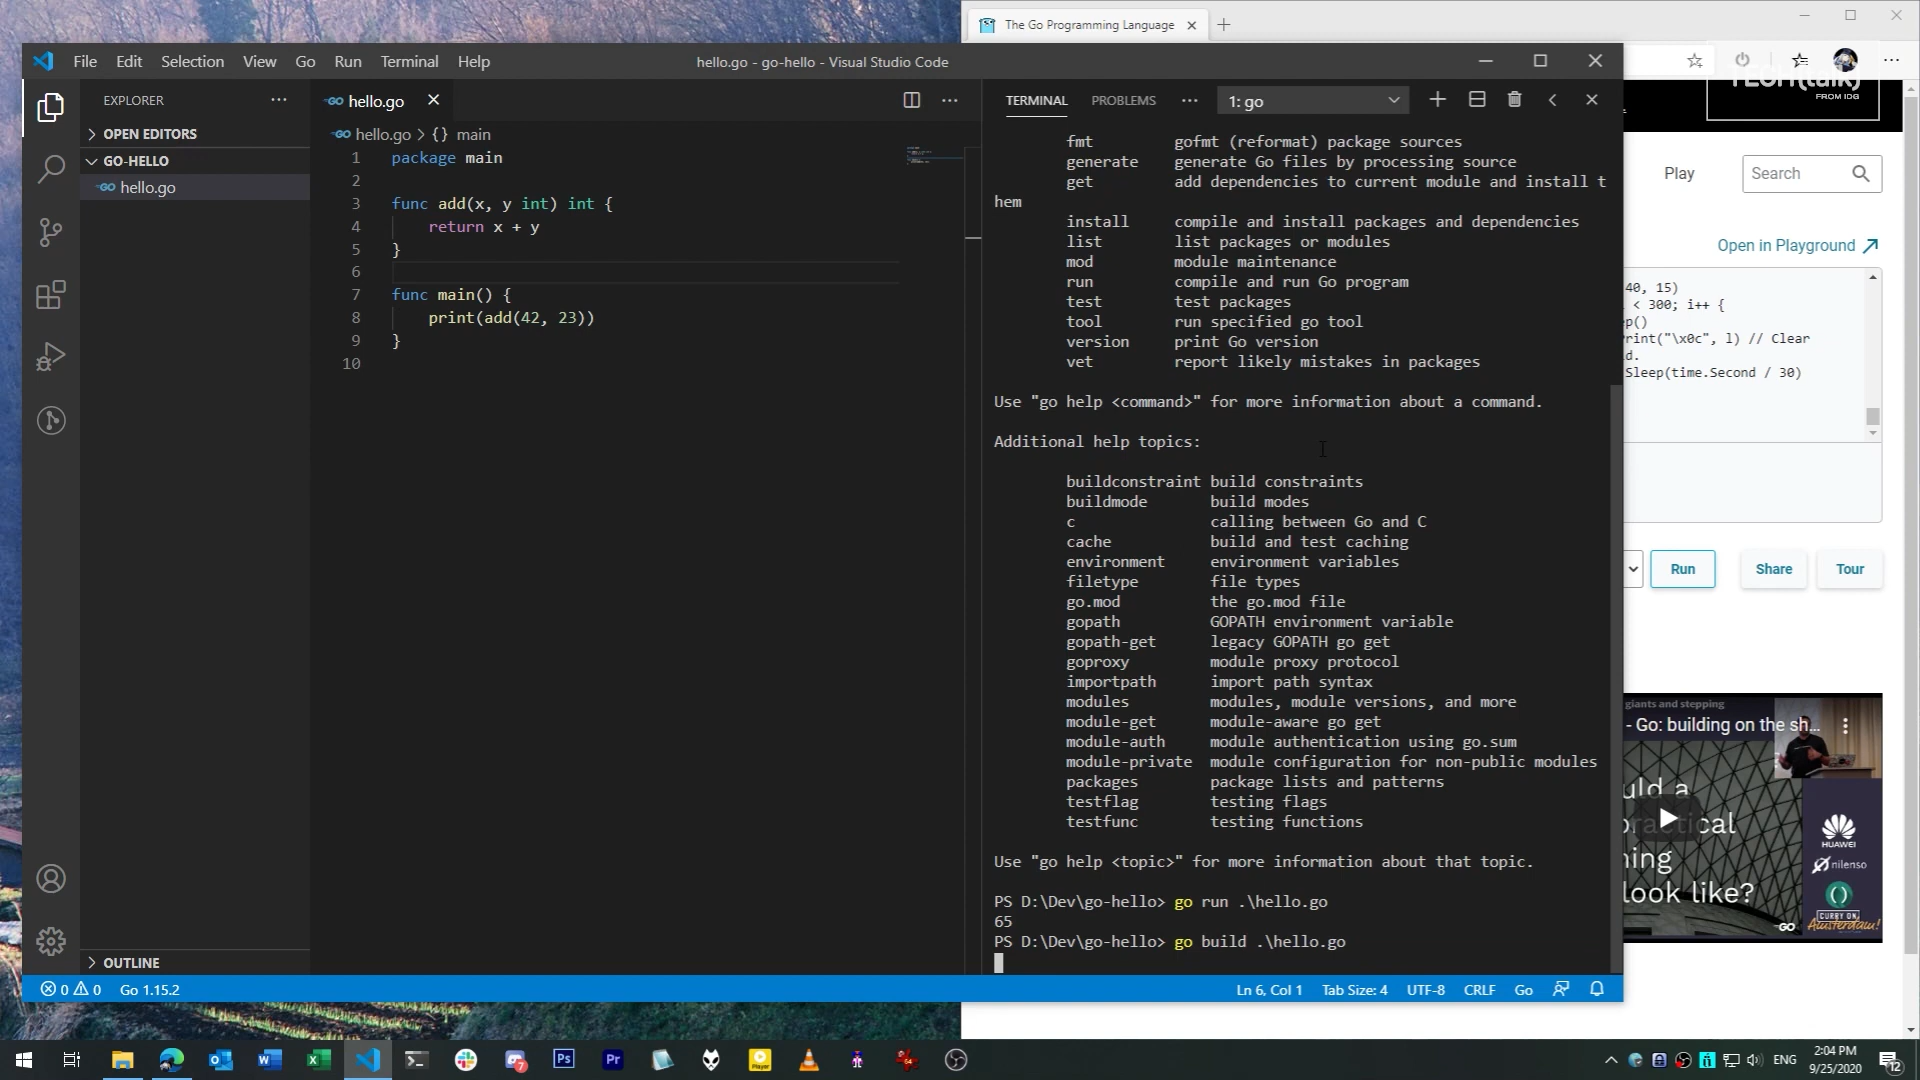 The Go Programming Language
File Edit Selection View Go Run Terminal Help
hello.go - go-hello - Visual Studio Code
EXPLORER
OPEN EDITORS
GO-HELLO
hello.go
OUTLINE
hello.go
hello.go > {} main
1 package main
2
3 func add(x, y int) int {
4 return x + y
5 }
6
7 func main() {
8 print(add(42, 23))
9 }
10
TERMINAL PROBLEMS 1: go
fmt gofmt (reformat) package sources
generate generate Go files by processing source
get add dependencies to current module and install t
hem
install compile and install packages and dependencies
list list packages or modules
mod module maintenance
run compile and run Go program
test test packages
tool run specified go tool
version print Go version
vet report likely mistakes in packages
Use "go help <command>" for more information about a command.
Additional help topics:
buildconstraint build constraints
buildmode build modes
c calling between Go and C
cache build and test caching
environment environment variables
filetype file types
go.mod the go.mod file
gopath GOPATH environment variable
gopath-get legacy GOPATH go get
goproxy module proxy protocol
importpath import path syntax
modules modules, module versions, and more
module-get module-aware go get
module-auth module authentication using go.sum
module-private module configuration for non-public modules
packages package lists and patterns
testflag testing flags
testfunc testing functions
Use "go help <topic>" for more information about that topic.
PS D:\Dev\go-hello> go run .\hello.go
65
PS D:\Dev\go-hello> go build .\hello.go
0 0 Go 1.15.2
Ln 6, Col 1 Tab Size: 4 UTF-8 CRLF Go
TECH(talk)
FROM IDG
Play
Search
Open in Playground
40, 15)
< 300; i++ {
p()
rint("\x0c", l) // Clear
d.
Sleep(time.Second / 30)
Run Share Tour
giants and stepping
- Go: building on the sh...
uld a
practical
ning
look like?
HUAWEI
nilenso
CURRY ON
Amsterdam!
GO
7
Ps
Pr
Player
64
ENG
2:04 PM
9/25/2020
12